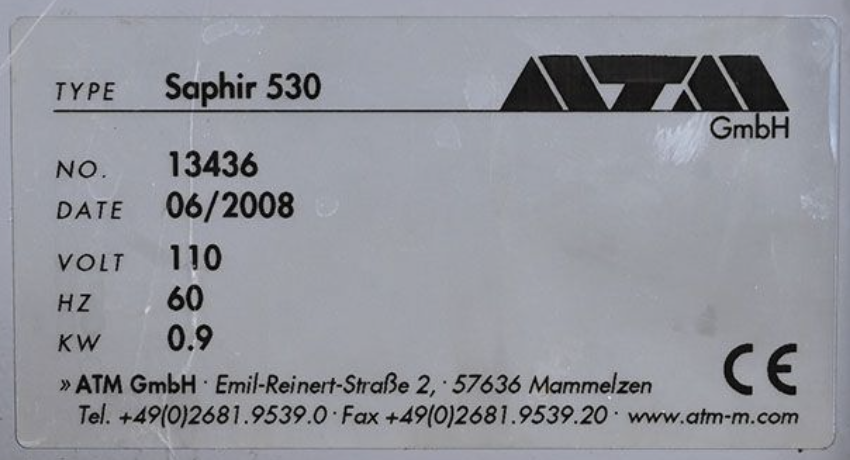 TYPE Saphir 530
ATM
GmbH
NO. 13436
DATE 06/2008
VOLT 110
HZ 60
KW 0.9
CE
» ATM GmbH · Emil-Reinert-Straße 2, · 57636 Mammelzen
Tel. +49(0)2681.9539.0 · Fax +49(0)2681.9539.20 · www.atm-m.com